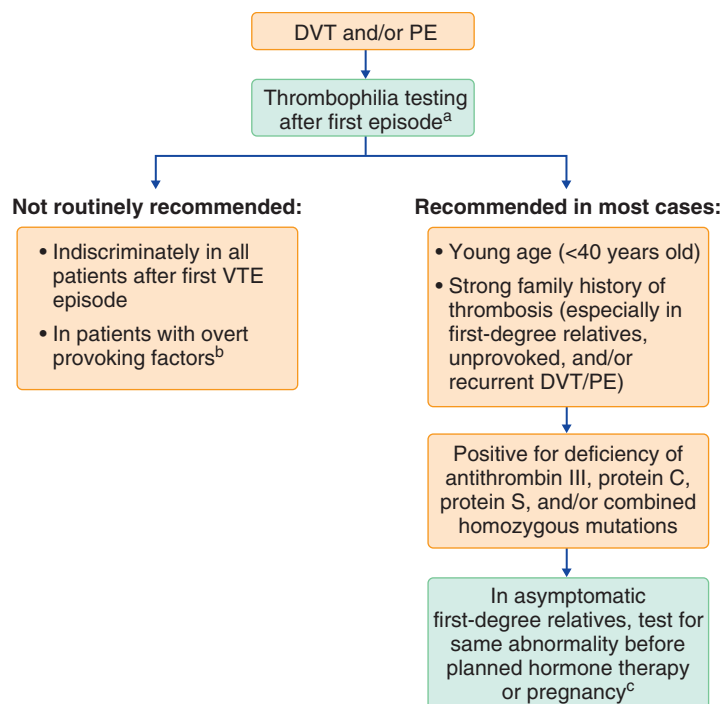 DVT and/or PE
Thrombophilia testing
after first episodeᵃ
Not routinely recommended:
• Indiscriminately in all
patients after first VTE
episode
• In patients with overt
provoking factorsᵇ
Recommended in most cases:
• Young age (<40 years old)
• Strong family history of
thrombosis (especially in
first-degree relatives,
unprovoked, and/or
recurrent DVT/PE)
Positive for deficiency of
antithrombin III, protein C,
protein S, and/or combined
homozygous mutations
In asymptomatic
first-degree relatives, test for
same abnormality before
planned hormone therapy
or pregnancyᶜ